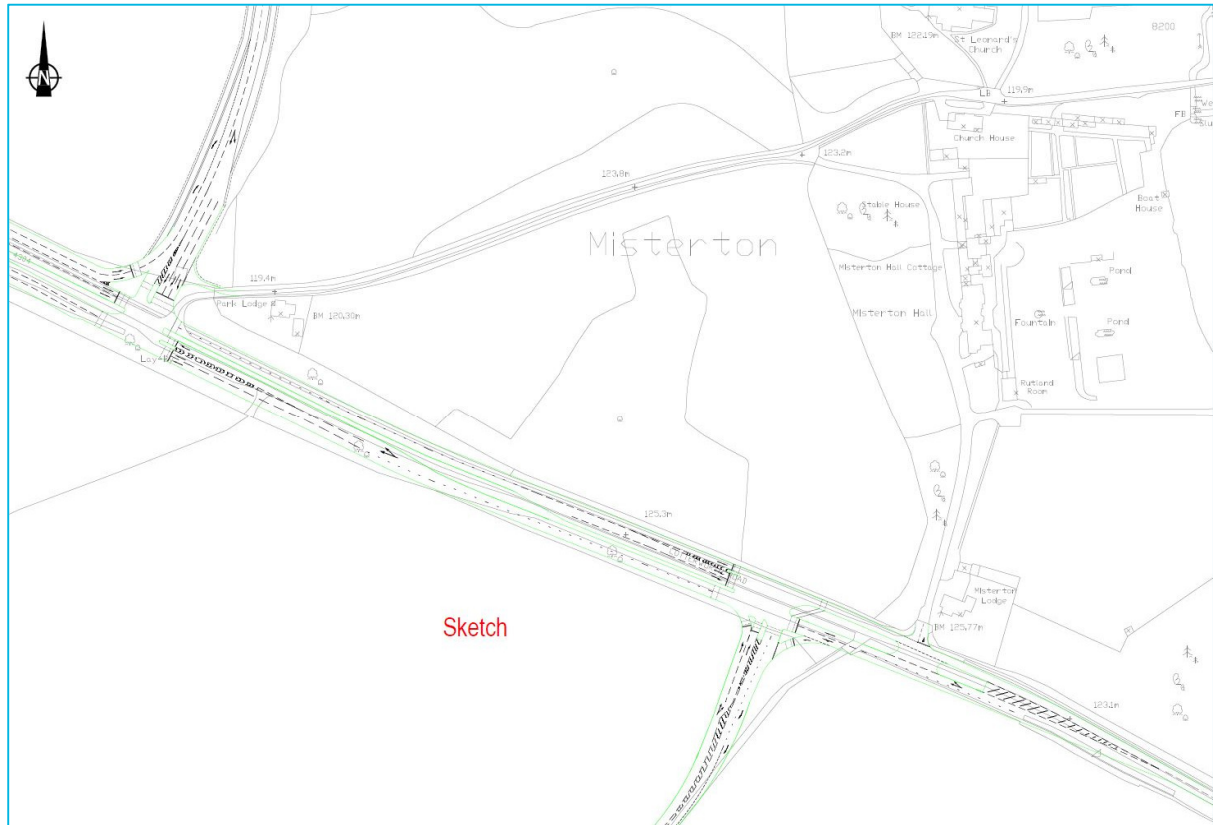 N
BM 122.19m
St Leonard's
Church
8200
LB
119.9m
FB
Church House
123.2m
123.8m
Stable House
Boat
House
Misterton
Misterton Hall Cottage
Pond
119.4m
Park Lodge
BM 120.30m
Misterton Hall
Fountain
Pond
Rutland
Room
125.3m
Misterton
Lodge
BM 125.77m
Sketch
123.1m